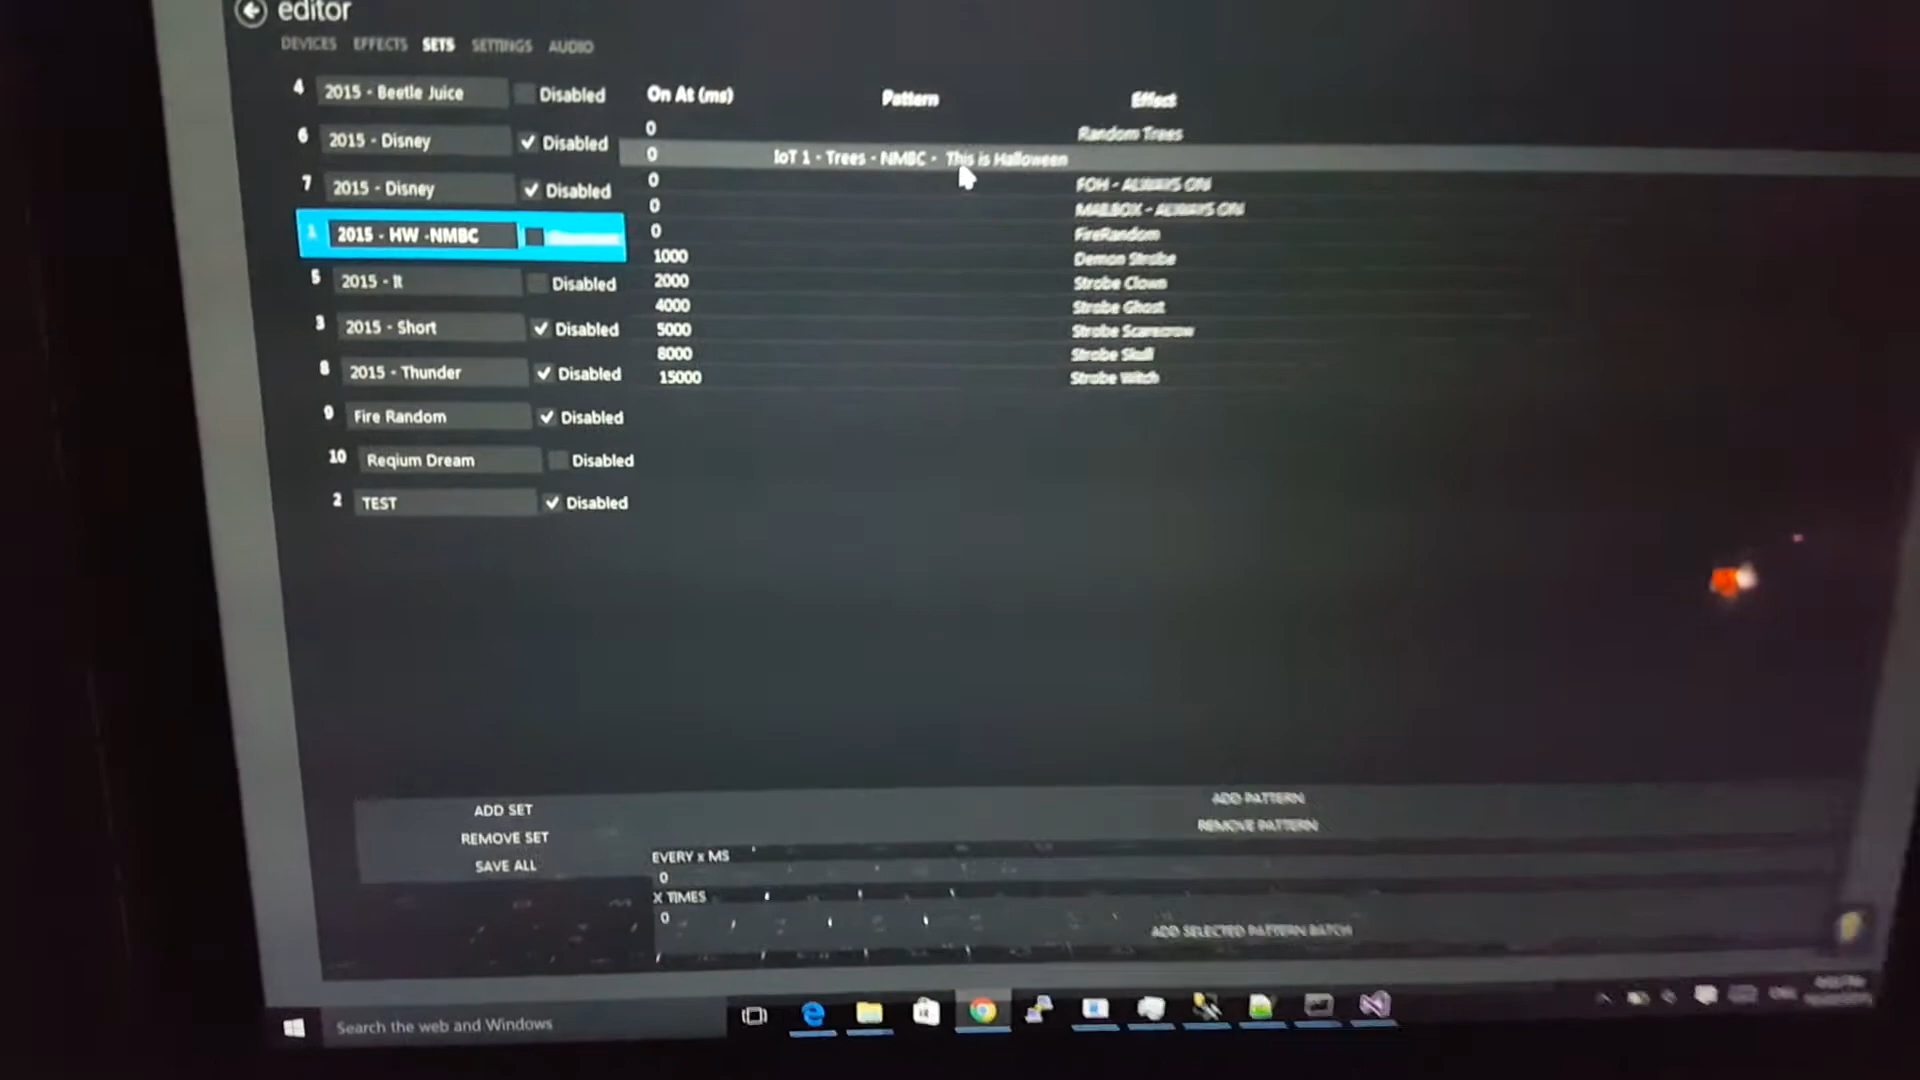 editor
DEVICES EFFECTS SETS SETTINGS AUDIO
4 2015 - Beetle Juice Disabled
6 2015 - Disney Disabled
7 2015 - Disney Disabled
1 2015 - HW -NMBC
5 2015 - It Disabled
3 2015 - Short Disabled
8 2015 - Thunder Disabled
9 Fire Random Disabled
10 Reqium Dream Disabled
2 TEST Disabled
On At (ms) Pattern Effect
0 Random Trees
0 IoT 1 - Trees - NMBC - This is Halloween
0 FOH - ALWAYS ON
0 MAILBOX - ALWAYS ON
0 FireRandom
1000 Demon Strobe
2000 Strobe Clown
4000 Strobe Ghost
5000 Strobe Scarecrow
8000 Strobe Skull
15000 Strobe Witch
ADD SET
REMOVE SET
SAVE ALL
ADD PATTERN
REMOVE PATTERN
EVERY x MS
0
X TIMES
0
ADD SELECTED PATTERN BATCH
Search the web and Windows